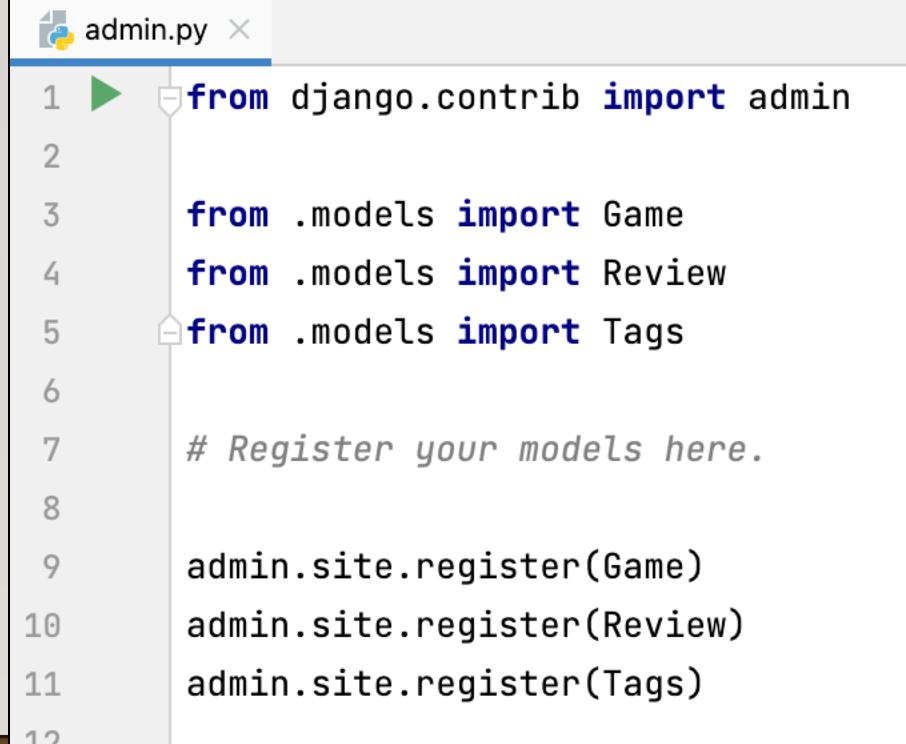 admin.py
1 from django.contrib import admin
2
3 from .models import Game
4 from .models import Review
5 from .models import Tags
6
7 # Register your models here.
8
9 admin.site.register(Game)
10 admin.site.register(Review)
11 admin.site.register(Tags)
12